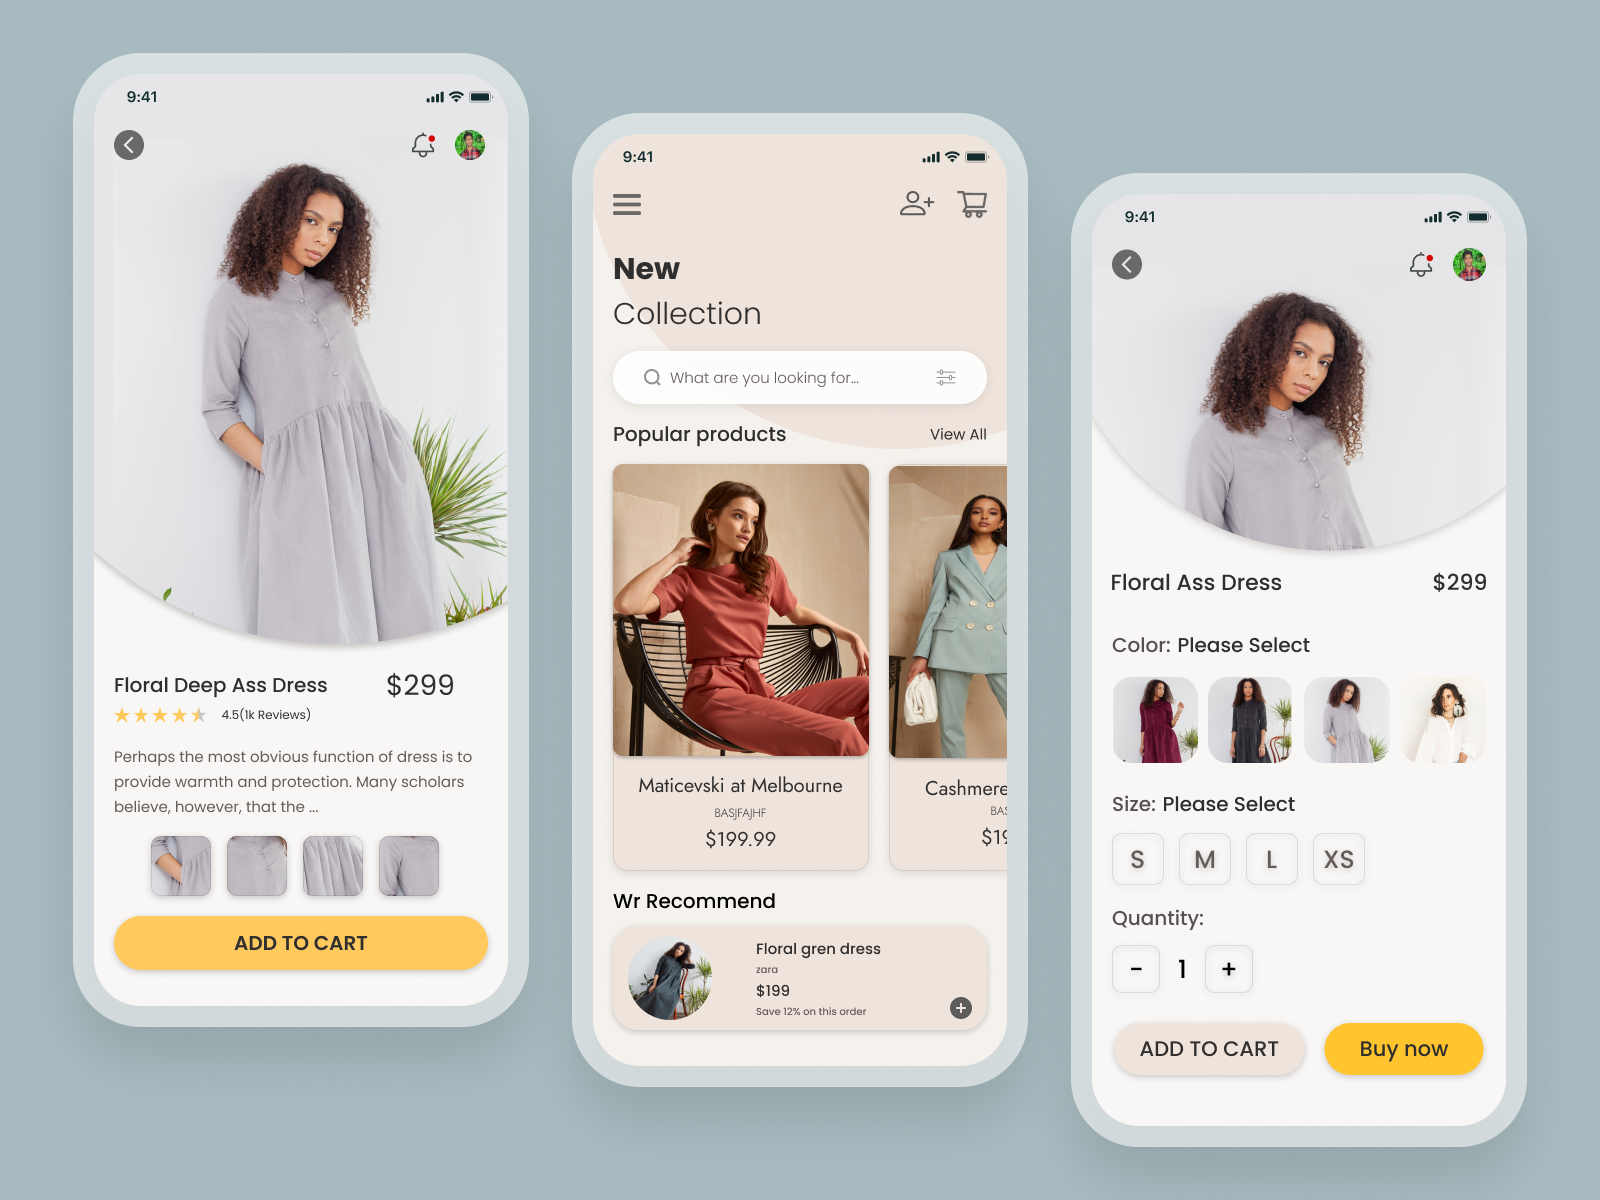 9:41
Floral Deep Ass Dress
$299
4.5(1k Reviews)
Perhaps the most obvious function of dress is to
provide warmth and protection. Many scholars
believe, however, that the ...
ADD TO CART
9:41
New
Collection
What are you looking for...
Popular products
View All
Maticevski at Melbourne
BASJFAJHF
$199.99
Cashmere
BAS
$19
Wr Recommend
Floral gren dress
zara
$199
Save 12% on this order
9:41
Floral Ass Dress
$299
Color: Please Select
Size: Please Select
S M L XS
Quantity:
- 1 +
ADD TO CART
Buy now